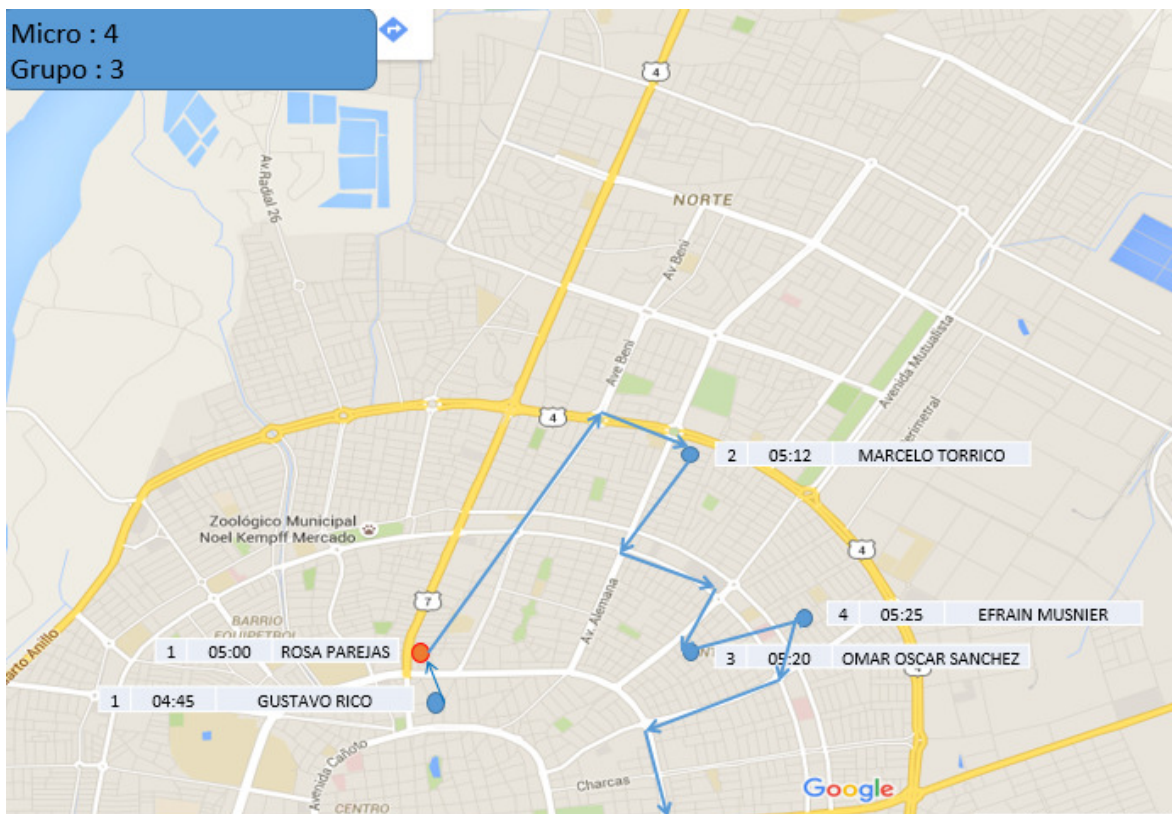 Micro : 4
Grupo : 3
4
Av.Radial 26
NORTE
Av Beni
Ave Beni
Avenida Mutualista
4
erimetral
2 05:12 MARCELO TORRICO
Zoológico Municipal
Noel Kempff Mercado
4
7
Av. Alemana
BARRIO
EQUIPETROL
4 05:25 EFRAIN MUSNIER
arto Anillo
1 05:00 ROSA PAREJAS
NT
3 05:20 OMAR OSCAR SANCHEZ
1 04:45 GUSTAVO RICO
Avenida Cañoto
Charcas
Google
CENTRO